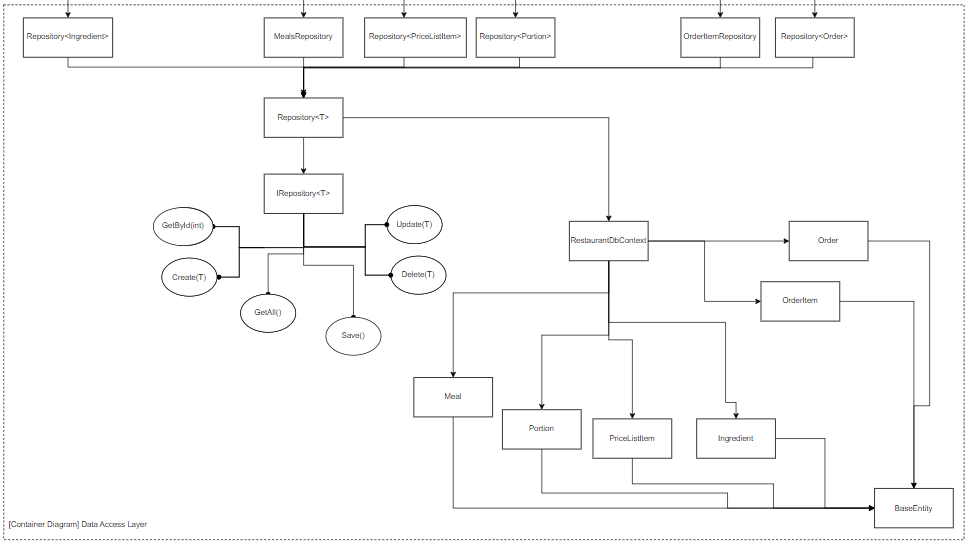 Repository<Ingredient>
MealsRepository
Repository<PriceListItem>
Repository<Portion>
OrderItemRepository
Repository<Order>
Repository<T>
IRepository<T>
GetById(int)
Update(T)
Create(T)
Delete(T)
GetAll()
Save()
RestaurantDbContext
Order
OrderItem
Meal
Portion
PriceListItem
Ingredient
BaseEntity
[Container Diagram] Data Access Layer